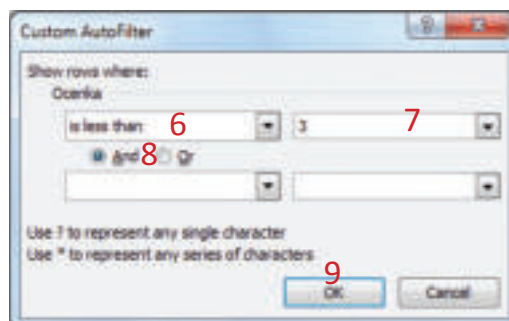 Custom AutoFilter
Show rows where:
Ocenka
is less than 6 3 7
And 8 Or
Use ? to represent any single character
Use * to represent any series of characters
9
OK Cancel